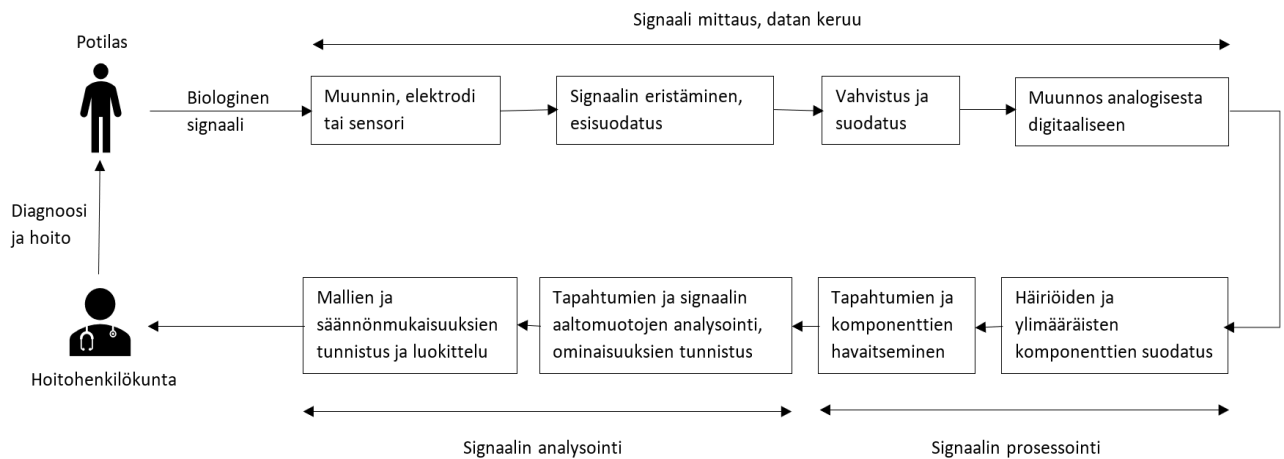 Signaali mittaus, datan keruu
Potilas
Biologinen
signaali
Muunnin, elektrodi
tai sensori
Signaalin eristäminen,
esisuodatus
Vahvistus ja
suodatus
Muunnos analogisesta
digitaaliseen
Diagnoosi
ja hoito
Hoitohenkilökunta
Mallien ja
säännönmukaisuuksien
tunnistus ja luokittelu
Tapahtumien ja signaalin
aaltomuotojen analysointi,
ominaisuuksien tunnistus
Tapahtumien ja
komponenttien
havaitseminen
Häiriöiden ja
ylimääräisten
komponenttien suodatus
Signaalin analysointi
Signaalin prosessointi